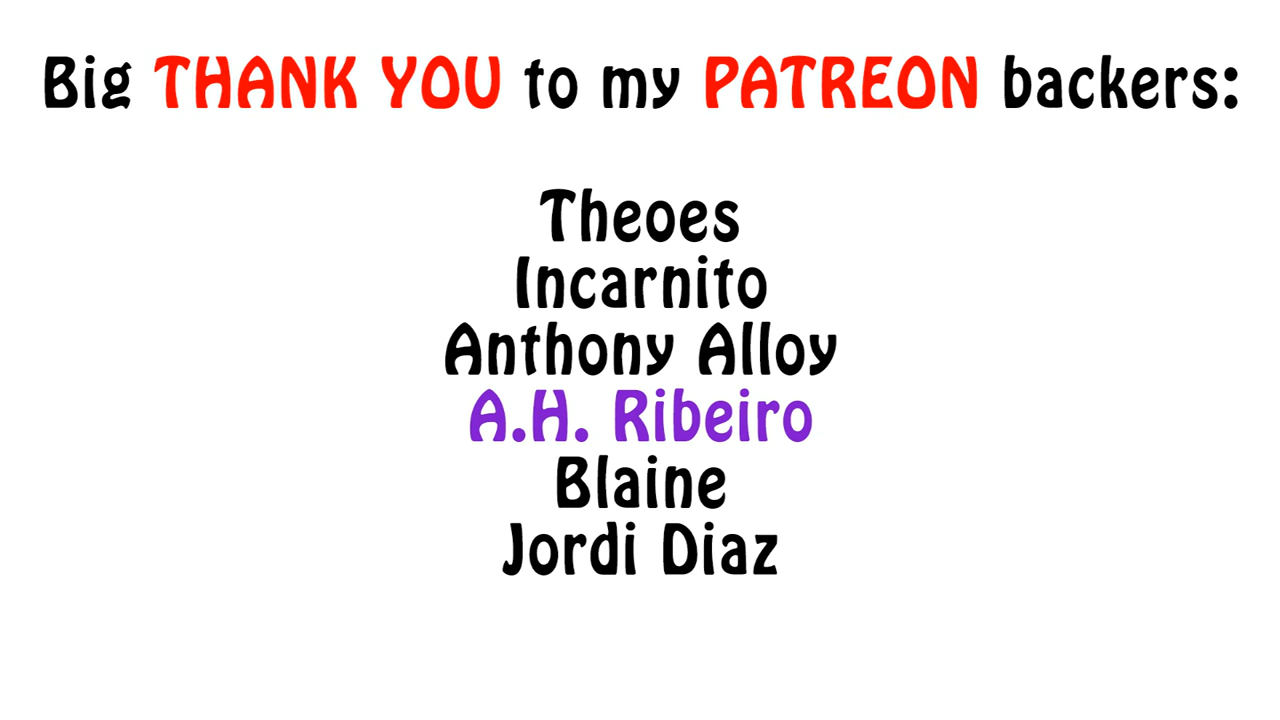 Big THANK YOU to my PATREON backers:
Theoes
Incarnito
Anthony Alloy
A.H. Ribeiro
Blaine
Jordi Diaz